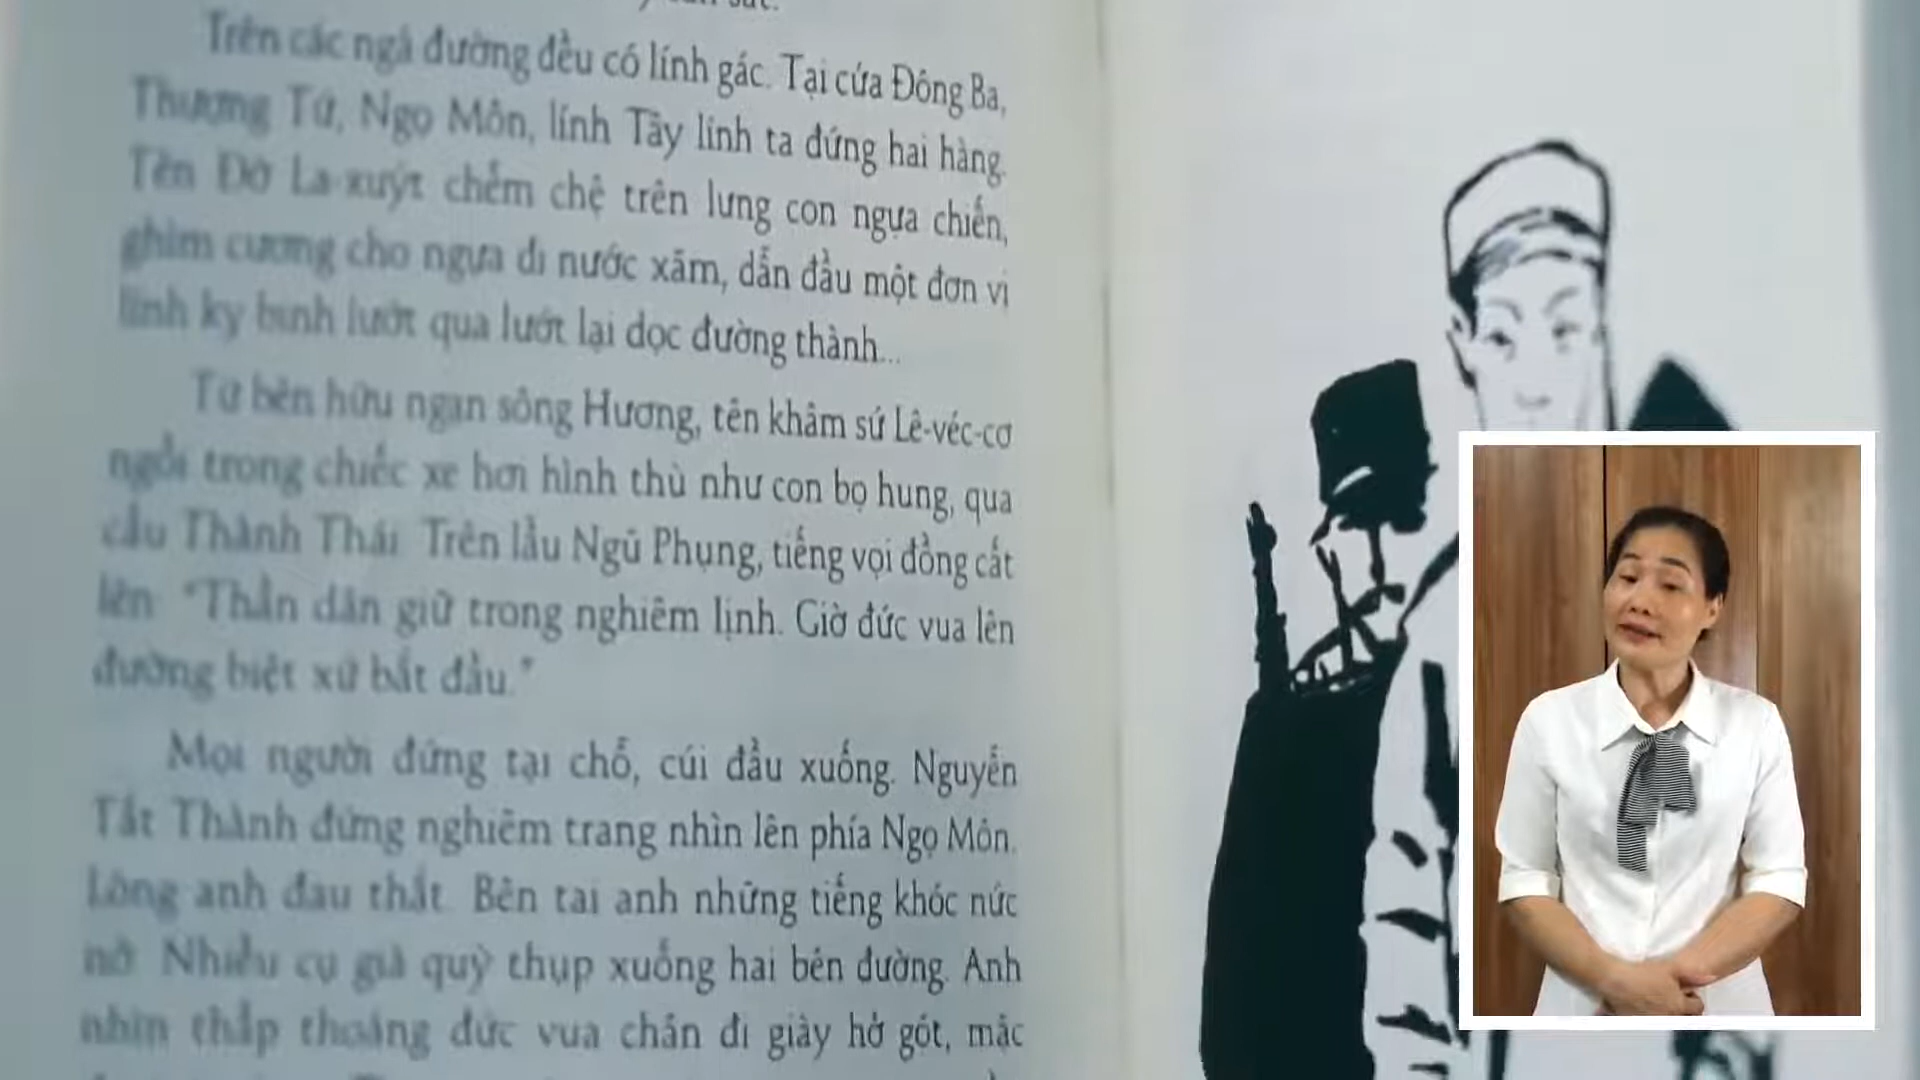 Trên các ngả đường đều có lính gác. Tại cửa Đông Ba,
Thượng Tứ, Ngọ Môn, lính Tây lính ta đứng hai hàng.
Tên Đờ La-xuýt chễm chệ trên lưng con ngựa chiến,
ghìm cương cho ngựa đi nước xăm, dẫn đầu một đơn vị
lính kỵ binh lướt qua lướt lại dọc đường thành...
Từ bên hữu ngạn sông Hương, tên khâm sứ Lê-véc-cơ
ngồi trong chiếc xe hơi hình thù như con bọ hung, qua
cầu Thành Thái. Trên lầu Ngũ Phụng, tiếng vọi đồng cất
lên: "Thần dân giữ trong nghiêm lịnh. Giờ đức vua lên
đường biệt xứ bắt đầu."
Mọi người đứng tại chỗ, cúi đầu xuống. Nguyễn
Tất Thành đứng nghiêm trang nhìn lên phía Ngọ Môn.
Lòng anh đau thắt. Bên tai anh những tiếng khóc nức
nở. Nhiều cụ già quỳ thụp xuống hai bên đường. Anh
nhìn thấp thoáng đức vua chân đi giày hở gót, mặc